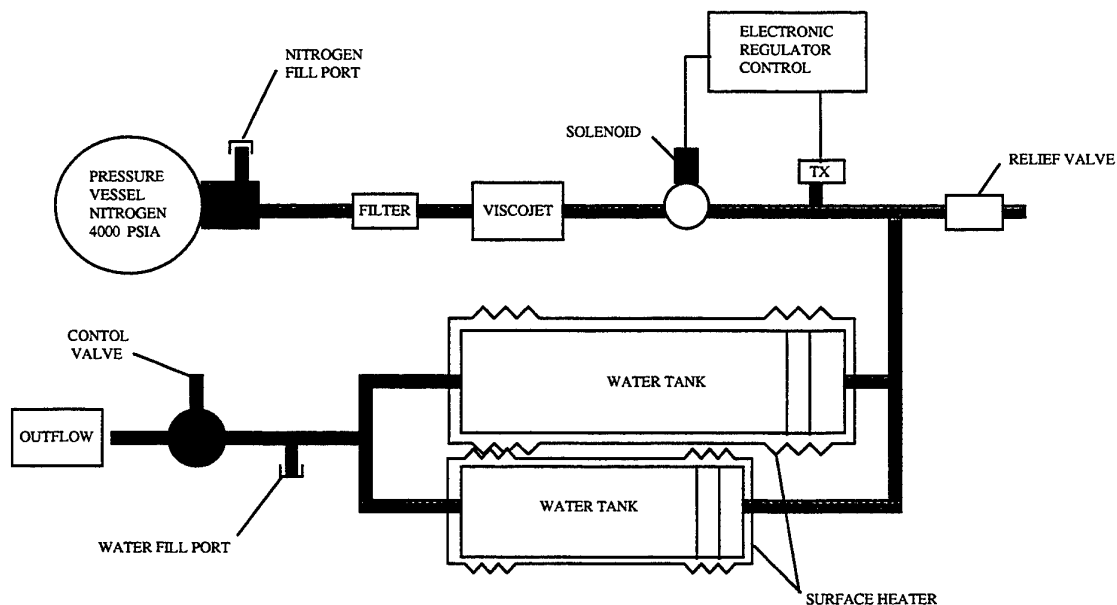 ELECTRONIC
REGULATOR
CONTROL
NITROGEN
FILL PORT
SOLENOID
RELIEF VALVE
TX
PRESSURE
VESSEL
NITROGEN
4000 PSIA
FILTER
VISCOJET
CONTOL
VALVE
WATER TANK
OUTFLOW
WATER TANK
WATER FILL PORT
SURFACE HEATER